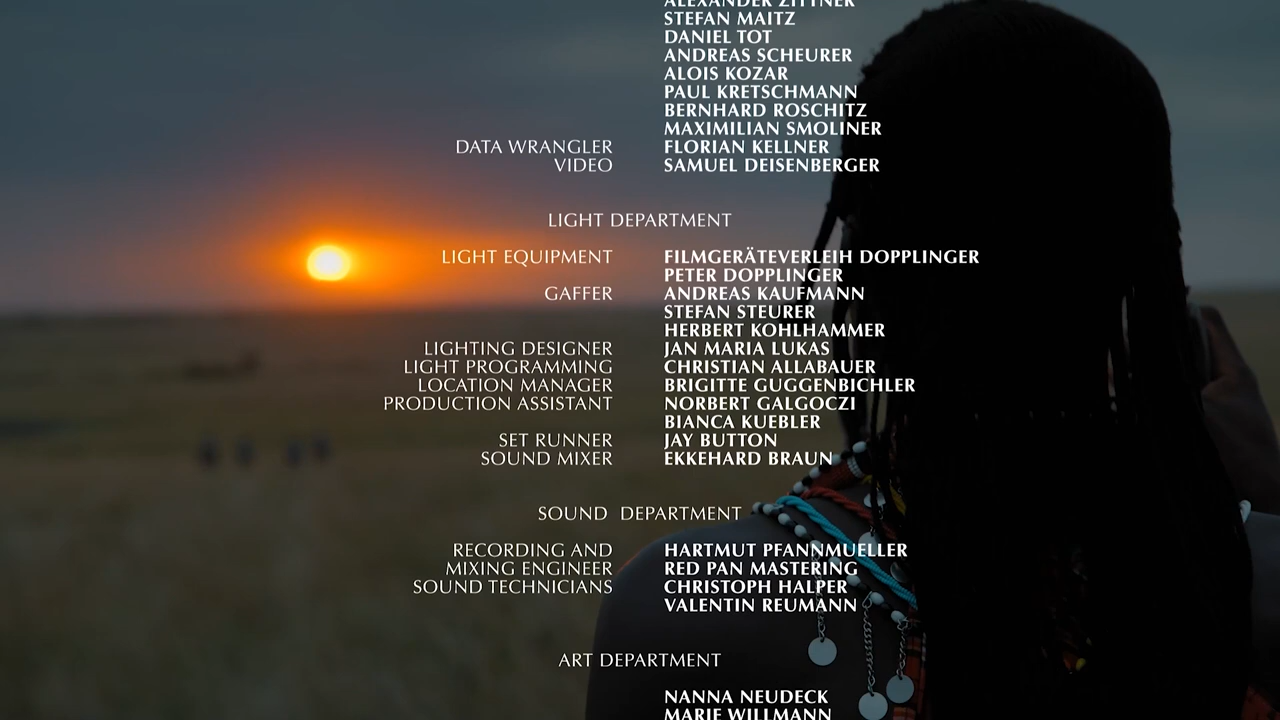 ALEXANDER ZITTNER
STEFAN MAITZ
DANIEL TOT
ANDREAS SCHEURER
ALOIS KOZAR
PAUL KRETSCHMANN
BERNHARD ROSCHITZ
MAXIMILIAN SMOLINER
DATA WRANGLER FLORIAN KELLNER
VIDEO SAMUEL DEISENBERGER
LIGHT DEPARTMENT
LIGHT EQUIPMENT FILMGERÄTEVERLEIH DOPPLINGER
PETER DOPPLINGER
GAFFER ANDREAS KAUFMANN
STEFAN STEURER
HERBERT KOHLHAMMER
LIGHTING DESIGNER JAN MARIA LUKAS
LIGHT PROGRAMMING CHRISTIAN ALLABAUER
LOCATION MANAGER BRIGITTE GUGGENBICHLER
PRODUCTION ASSISTANT NORBERT GALGOCZI
BIANCA KUEBLER
SET RUNNER JAY BUTTON
SOUND MIXER EKKEHARD BRAUN
SOUND DEPARTMENT
RECORDING AND HARTMUT PFANNMUELLER
MIXING ENGINEER RED PAN MASTERING
SOUND TECHNICIANS CHRISTOPH HALPER
VALENTIN REUMANN
ART DEPARTMENT
NANNA NEUDECK
MARIE WILLMANN